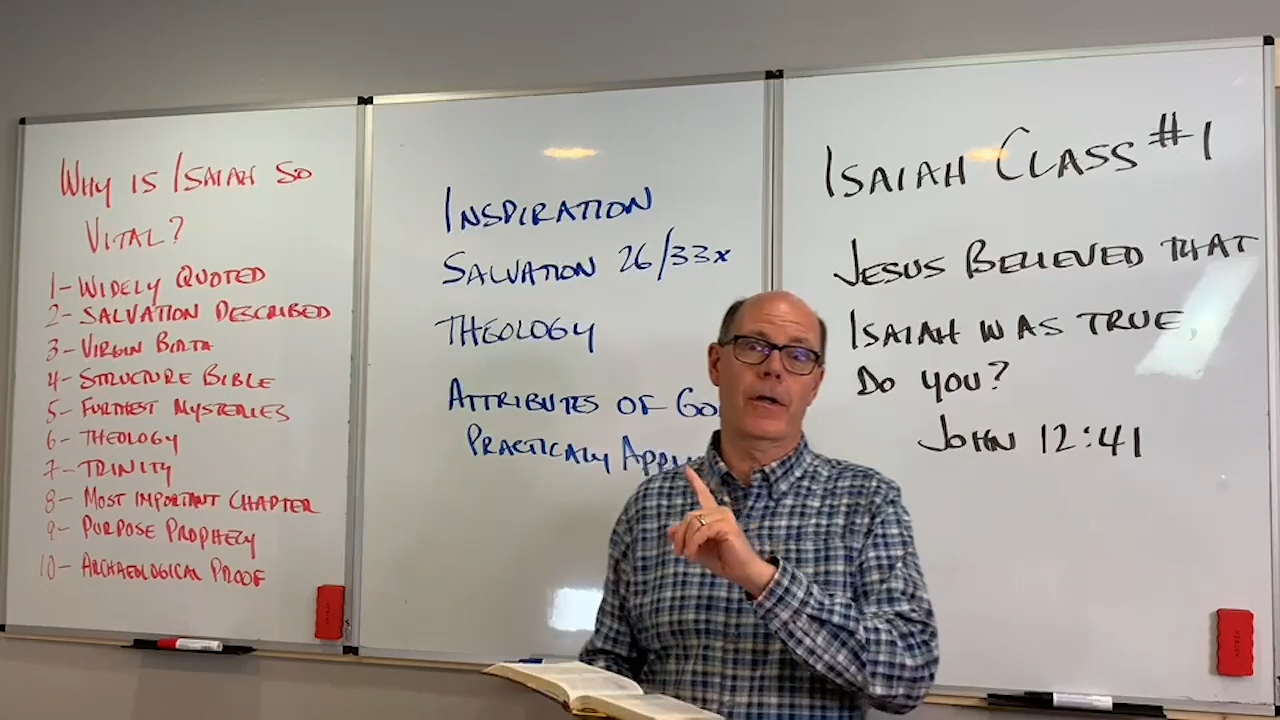 WHY IS ISAIAH SO
VITAL?
1- WIDELY QUOTED
2- SALVATION DESCRIBED
3- VIRGIN BIRTH
4- STRUCTURE BIBLE
5- FURTHEST MYSTERIES
6- THEOLOGY
7- TRINITY
8- MOST IMPORTANT CHAPTER
9- PURPOSE PROPHECY
10- ARCHAEOLOGICAL PROOF
INSPIRATION
SALVATION 26/33x
THEOLOGY
ATTRIBUTES OF GO
PRACTICALLY
ISAIAH CLASS #1
JESUS BELIEVED THAT
ISAIAH WAS TRUE,
DO YOU?
JOHN 12:41